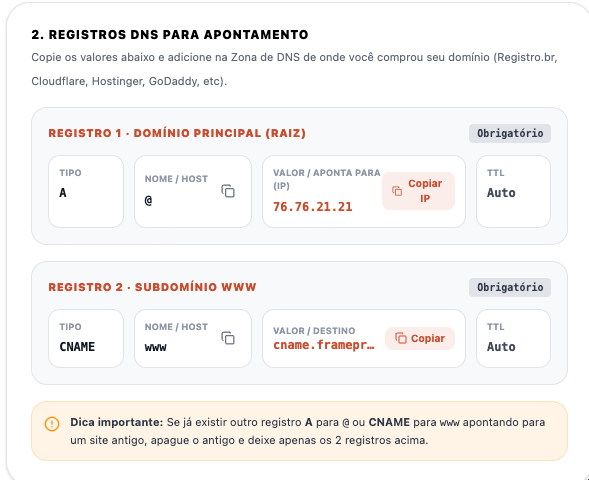 2. REGISTROS DNS PARA APONTAMENTO
Copie os valores abaixo e adicione na Zona de DNS de onde você comprou seu domínio (Registro.br,
Cloudflare, Hostinger, GoDaddy, etc).
REGISTRO 1 · DOMÍNIO PRINCIPAL (RAIZ)
Obrigatório
TIPO
A
NOME / HOST
@
VALOR / APONTA PARA
(IP)
76.76.21.21
Copiar
IP
TTL
Auto
REGISTRO 2 · SUBDOMÍNIO WWW
Obrigatório
TIPO
CNAME
NOME / HOST
www
VALOR / DESTINO
cname.framepr…
Copiar
TTL
Auto
Dica importante: Se já existir outro registro A para @ ou CNAME para www apontando para
um site antigo, apague o antigo e deixe apenas os 2 registros acima.